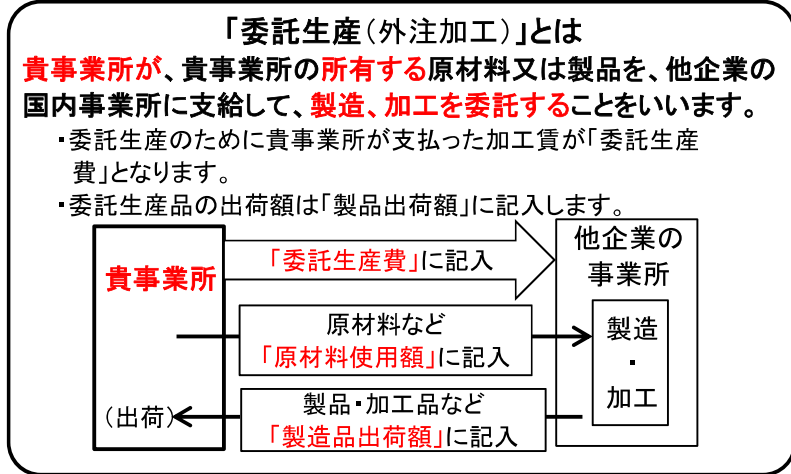 「委託生産(外注加工)」とは
貴事業所が、貴事業所の所有する原材料又は製品を、他企業の
国内事業所に支給して、製造、加工を委託することをいいます。
・委託生産のために貴事業所が支払った加工賃が「委託生産
費」となります。
・委託生産品の出荷額は「製品出荷額」に記入します。
貴事業所
「委託生産費」に記入
他企業の
事業所
原材料など
「原材料使用額」に記入
製造
・
加工
製品・加工品など
「製造品出荷額」に記入
(出荷)